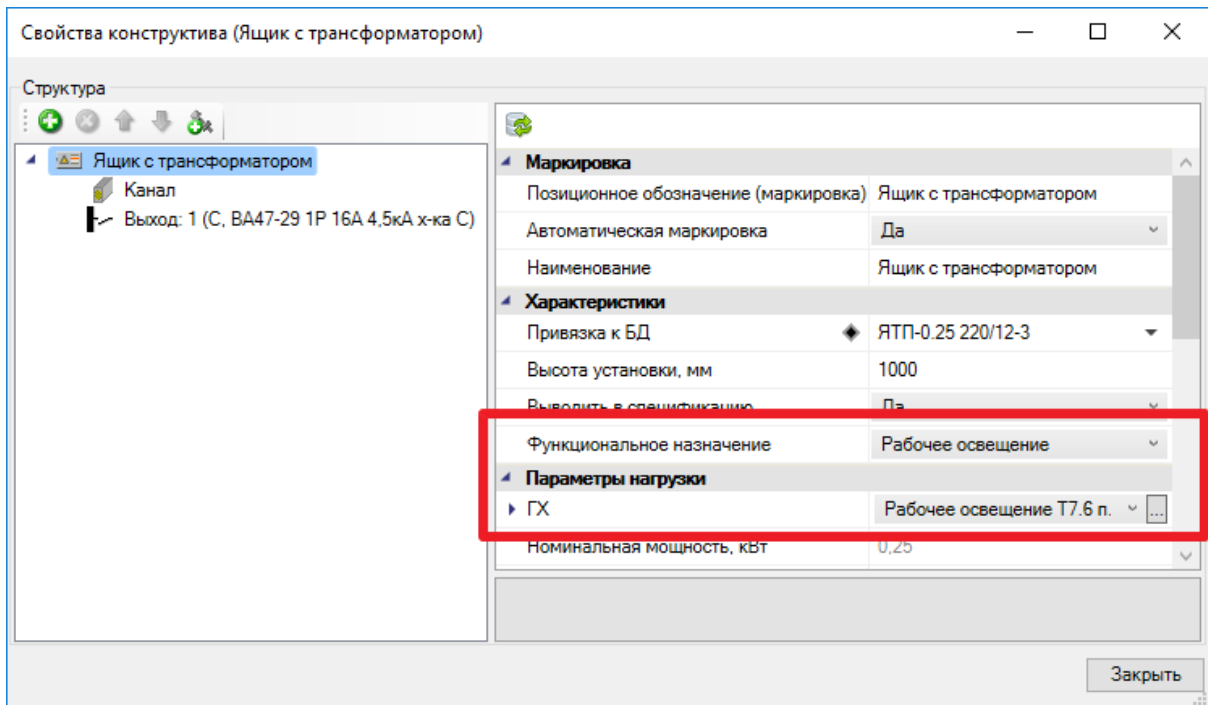 Свойства конструктива (Ящик с трансформатором)
Структура
Ящик с трансформатором
Канал
Выход: 1 (С, ВА47-29 1Р 16А 4,5кА х-ка С)
Маркировка
Позиционное обозначение (маркировка) Ящик с трансформатором
Автоматическая маркировка Да
Наименование Ящик с трансформатором
Характеристики
Привязка к БД ЯТП-0.25 220/12-3
Высота установки, мм 1000
Выводить в спецификацию Да
Функциональное назначение Рабочее освещение
Параметры нагрузки
ГХ Рабочее освещение Т7.6 п. ...
Номинальная мощность, кВт 0,25
Закрыть